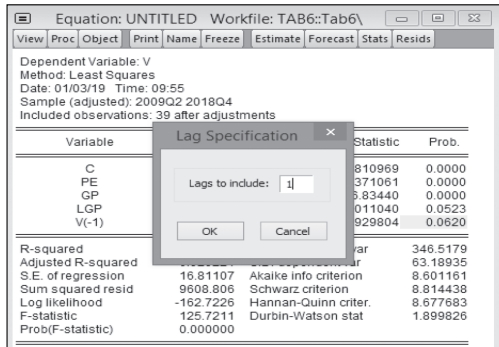 Equation: UNTITLED Workfile: TAB6::Tab6\
View Proc Object Print Name Freeze Estimate Forecast Stats Resids
Dependent Variable: V
Method: Least Squares
Date: 01/03/19 Time: 09:55
Sample (adjusted): 2009Q2 2018Q4
Included observations: 39 after adjustments
Lag Specification
Lags to include: 1
OK Cancel
Variable Statistic Prob.
C 810969 0.0000
PE 371061 0.0000
GP 5.83440 0.0000
LGP 011040 0.0523
V(-1) 929804 0.0620
R-squared var 346.5179
Adjusted R-squared var 63.18935
S.E. of regression 16.81107 Akaike info criterion 8.601161
Sum squared resid 9608.806 Schwarz criterion 8.814438
Log likelihood -162.7226 Hannan-Quinn criter. 8.677683
F-statistic 125.7211 Durbin-Watson stat 1.899826
Prob(F-statistic) 0.000000